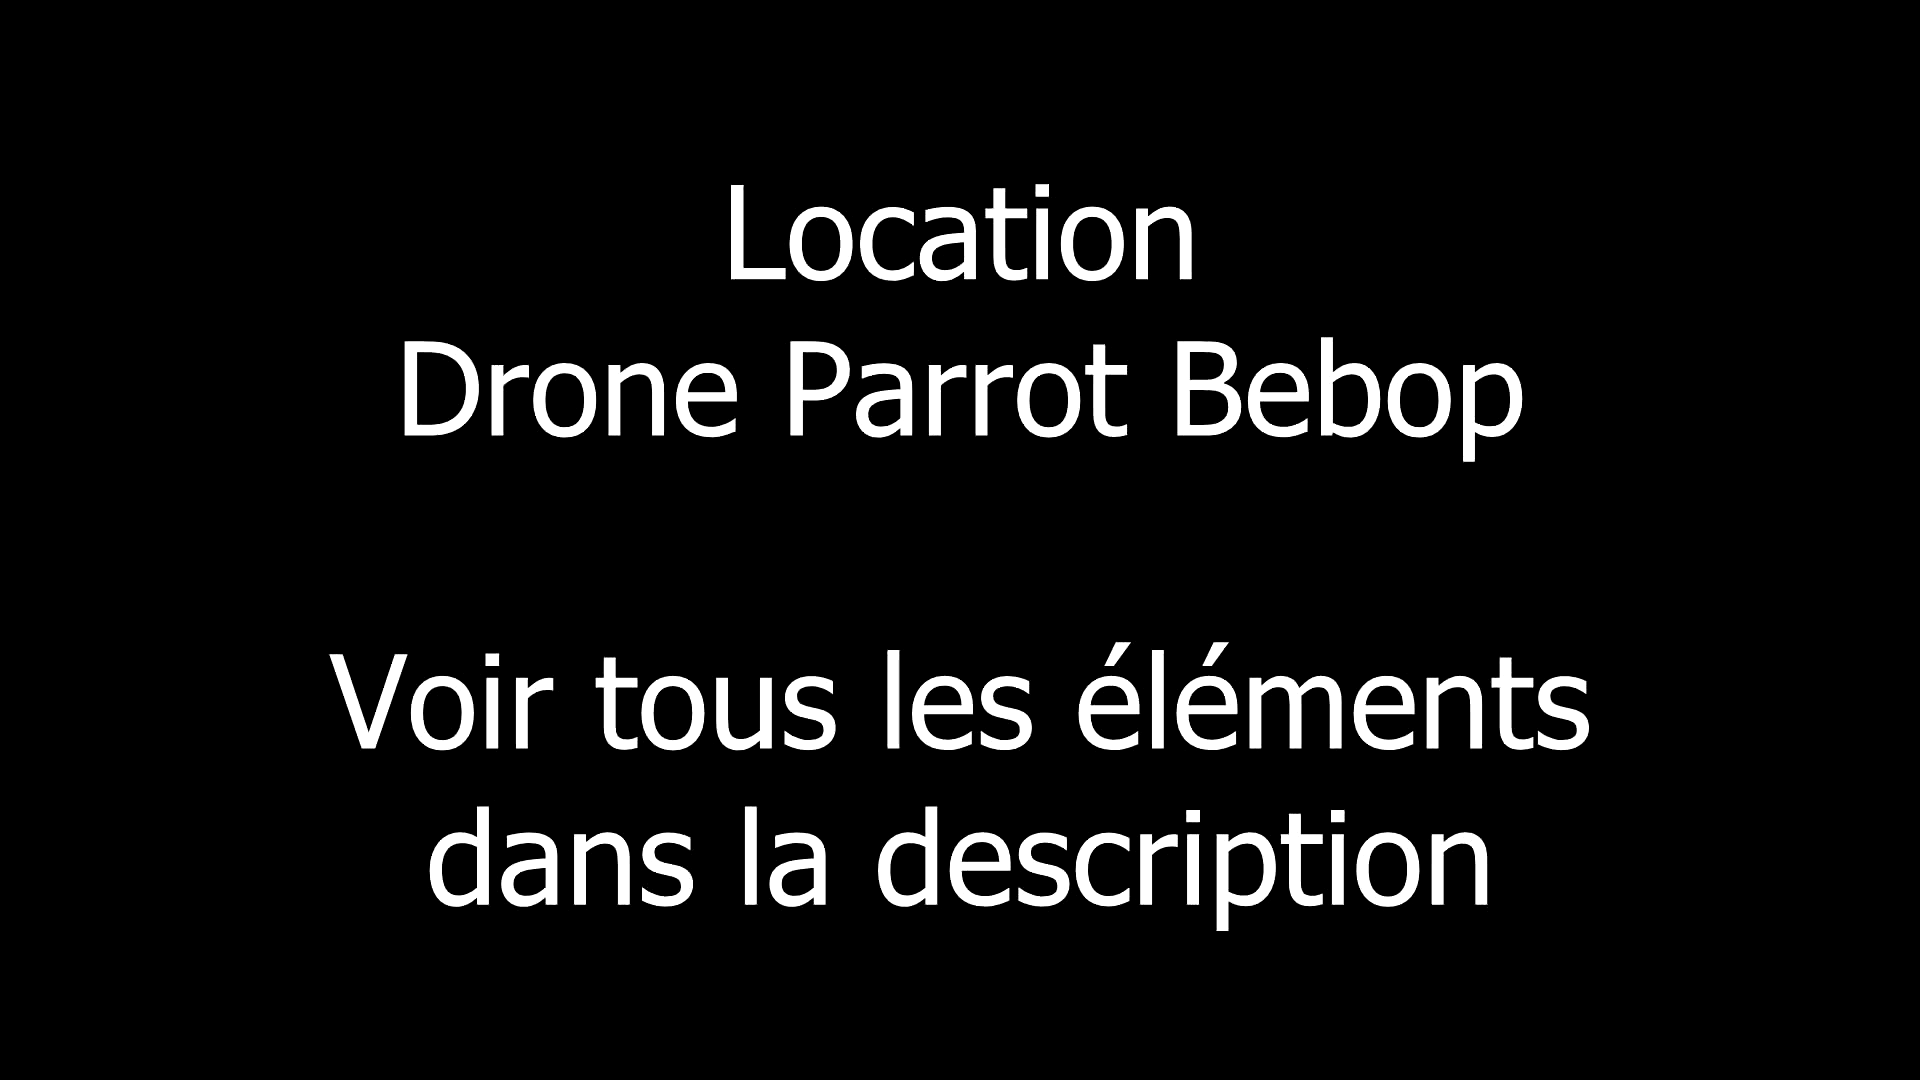 Location
Drone Parrot Bebop
Voir tous les éléments
dans la description